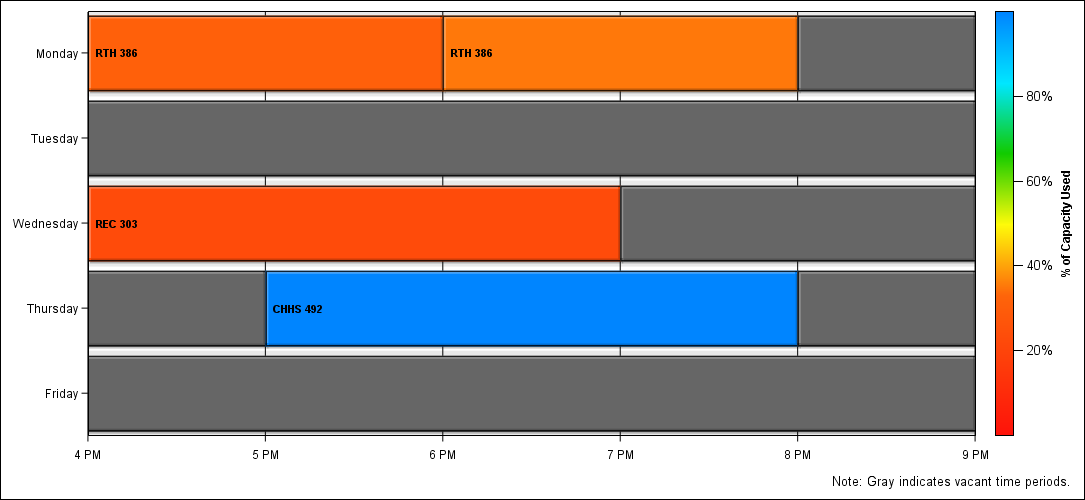 Monday
RTH 386
RTH 386
Tuesday
Wednesday
REC 303
Thursday
CHHS 492
Friday
4 PM
5 PM
6 PM
7 PM
8 PM
9 PM
80%
60%
40%
20%
% of Capacity Used
Note: Gray indicates vacant time periods.